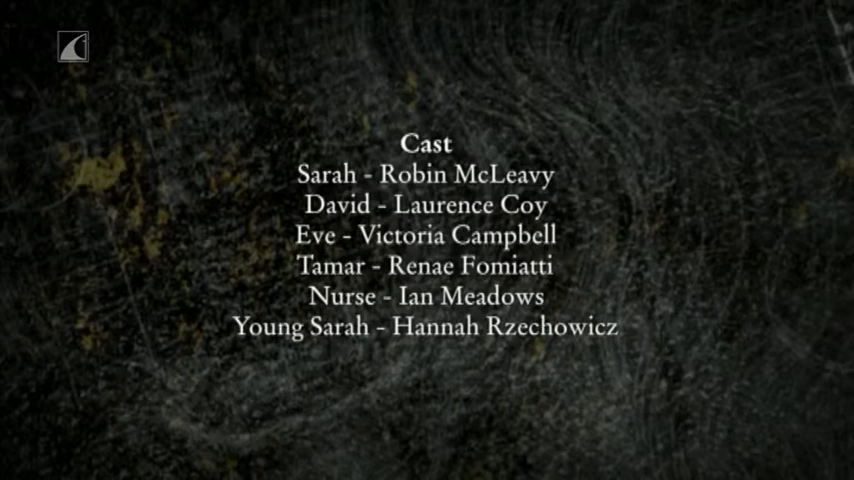 Cast
Sarah - Robin McLeavy
David - Laurence Coy
Eve - Victoria Campbell
Tamar - Renae Fomiatti
Nurse - Ian Meadows
Young Sarah - Hannah Rzechowicz